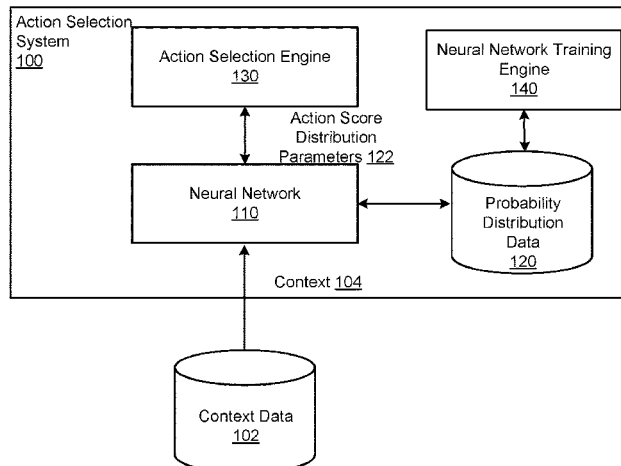 Action Selection
System
100
Action Selection Engine
130
Neural Network Training
Engine
140
Action Score
Distribution
Parameters 122
Neural Network
110
Probability
Distribution
Data
120
Context 104
Context Data
102